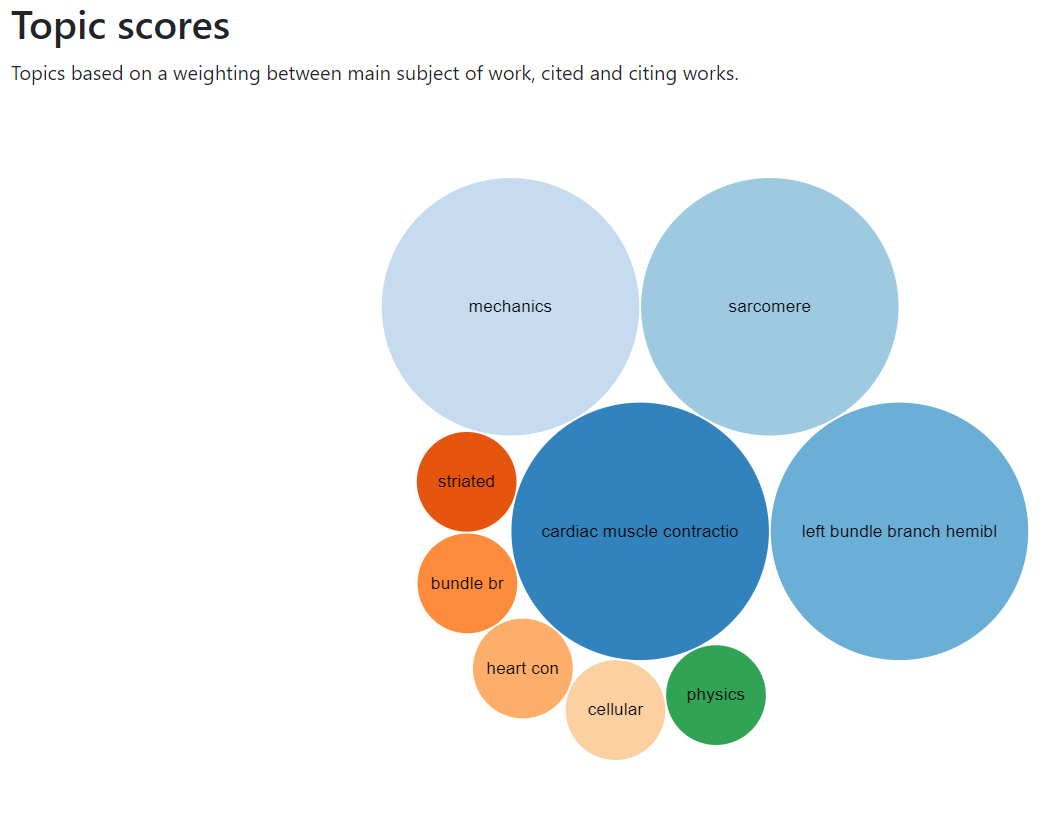 Topic scores
Topics based on a weighting between main subject of work, cited and citing works.
mechanics
sarcomere
striated
cardiac muscle contractio
left bundle branch hemibl
bundle br
heart con
cellular
physics